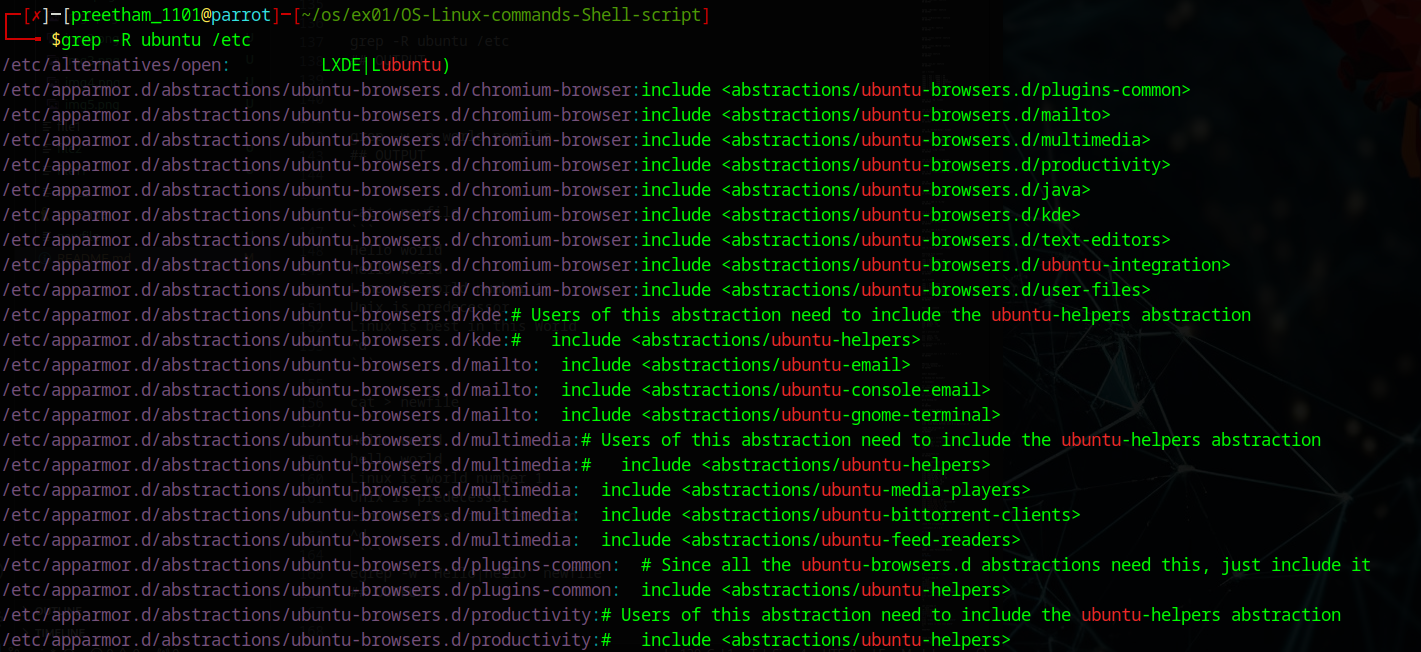 ┌─[✗]─[preetham_1101@parrot]─[~/os/ex01/OS-Linux-commands-Shell-script]
└──╼ $grep -R ubuntu /etc
/etc/alternatives/open:         LXDE|Lubuntu)
/etc/apparmor.d/abstractions/ubuntu-browsers.d/chromium-browser:include <abstractions/ubuntu-browsers.d/plugins-common>
/etc/apparmor.d/abstractions/ubuntu-browsers.d/chromium-browser:include <abstractions/ubuntu-browsers.d/mailto>
/etc/apparmor.d/abstractions/ubuntu-browsers.d/chromium-browser:include <abstractions/ubuntu-browsers.d/multimedia>
/etc/apparmor.d/abstractions/ubuntu-browsers.d/chromium-browser:include <abstractions/ubuntu-browsers.d/productivity>
/etc/apparmor.d/abstractions/ubuntu-browsers.d/chromium-browser:include <abstractions/ubuntu-browsers.d/java>
/etc/apparmor.d/abstractions/ubuntu-browsers.d/chromium-browser:include <abstractions/ubuntu-browsers.d/kde>
/etc/apparmor.d/abstractions/ubuntu-browsers.d/chromium-browser:include <abstractions/ubuntu-browsers.d/text-editors>
/etc/apparmor.d/abstractions/ubuntu-browsers.d/chromium-browser:include <abstractions/ubuntu-browsers.d/ubuntu-integration>
/etc/apparmor.d/abstractions/ubuntu-browsers.d/chromium-browser:include <abstractions/ubuntu-browsers.d/user-files>
/etc/apparmor.d/abstractions/ubuntu-browsers.d/kde:# Users of this abstraction need to include the ubuntu-helpers abstraction
/etc/apparmor.d/abstractions/ubuntu-browsers.d/kde:#   include <abstractions/ubuntu-helpers>
/etc/apparmor.d/abstractions/ubuntu-browsers.d/mailto:  include <abstractions/ubuntu-email>
/etc/apparmor.d/abstractions/ubuntu-browsers.d/mailto:  include <abstractions/ubuntu-console-email>
/etc/apparmor.d/abstractions/ubuntu-browsers.d/mailto:  include <abstractions/ubuntu-gnome-terminal>
/etc/apparmor.d/abstractions/ubuntu-browsers.d/multimedia:# Users of this abstraction need to include the ubuntu-helpers abstraction
/etc/apparmor.d/abstractions/ubuntu-browsers.d/multimedia:#   include <abstractions/ubuntu-helpers>
/etc/apparmor.d/abstractions/ubuntu-browsers.d/multimedia:  include <abstractions/ubuntu-media-players>
/etc/apparmor.d/abstractions/ubuntu-browsers.d/multimedia:  include <abstractions/ubuntu-bittorrent-clients>
/etc/apparmor.d/abstractions/ubuntu-browsers.d/multimedia:  include <abstractions/ubuntu-feed-readers>
/etc/apparmor.d/abstractions/ubuntu-browsers.d/plugins-common:  # Since all the ubuntu-browsers.d abstractions need this, just include it
/etc/apparmor.d/abstractions/ubuntu-browsers.d/plugins-common:  include <abstractions/ubuntu-helpers>
/etc/apparmor.d/abstractions/ubuntu-browsers.d/productivity:# Users of this abstraction need to include the ubuntu-helpers abstraction
/etc/apparmor.d/abstractions/ubuntu-browsers.d/productivity:#   include <abstractions/ubuntu-helpers>